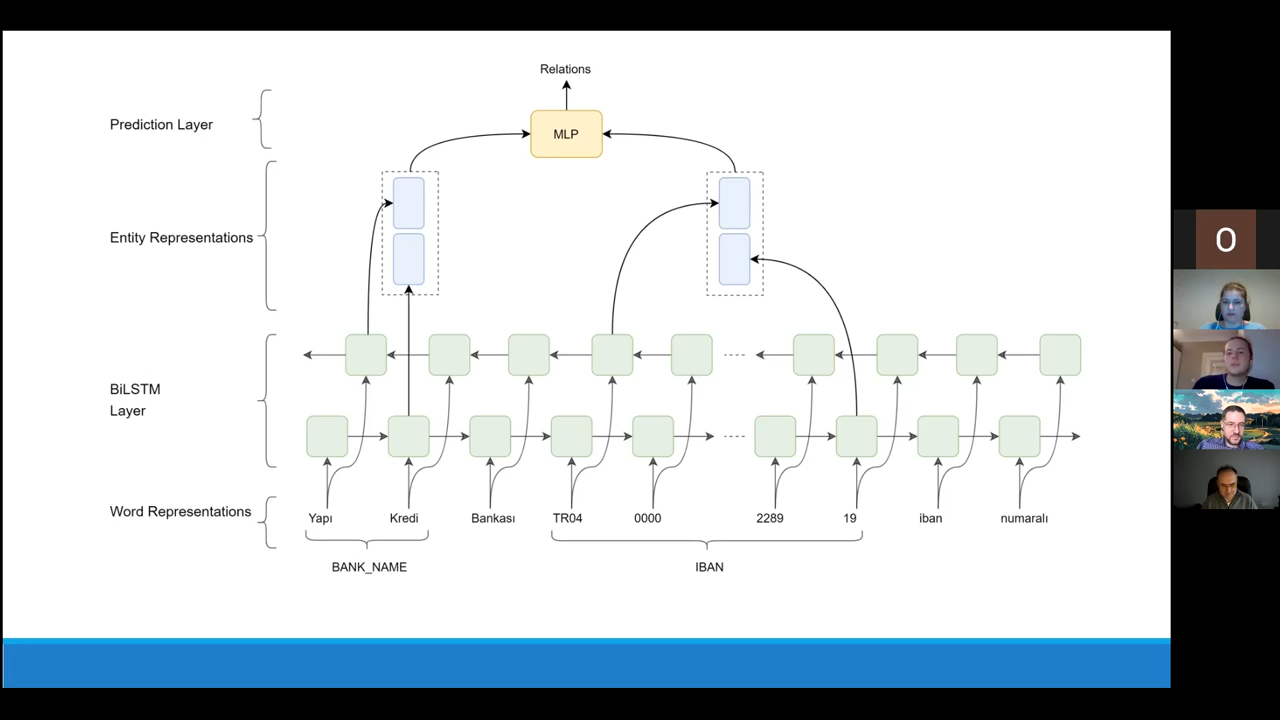 Relations
Prediction Layer
MLP
Entity Representations
BiLSTM
Layer
Word Representations
Yapı Kredi Bankası TR04 0000 2289 19 iban numaralı
BANK_NAME IBAN
O